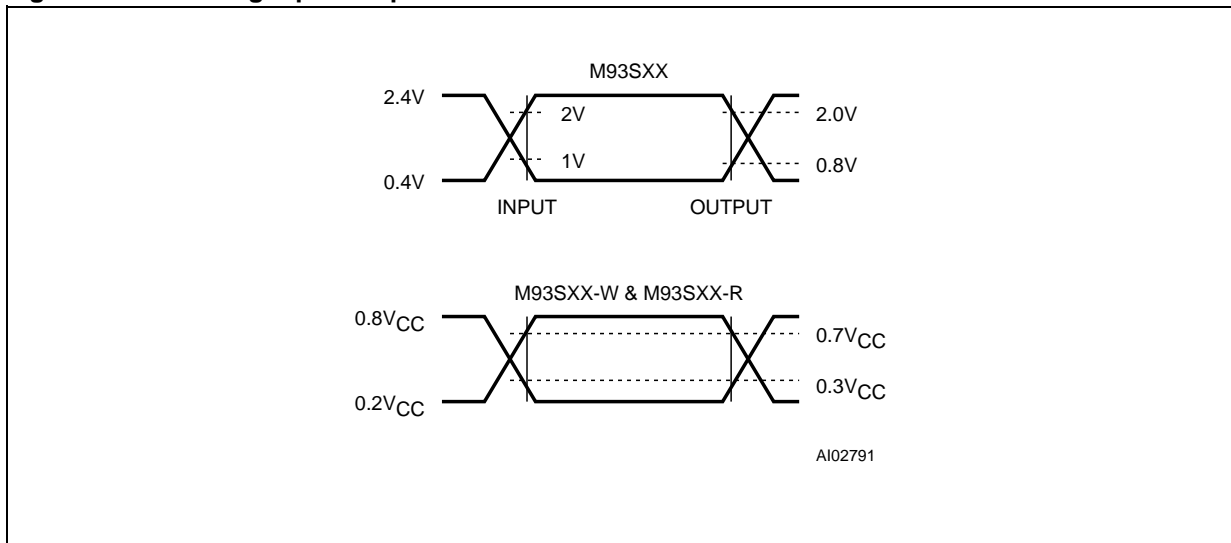 M93SXX
2.4V
2V
2.0V
1V
0.8V
0.4V
INPUT OUTPUT
M93SXX-W & M93SXX-R
0.8VCC
0.7VCC
0.3VCC
0.2VCC
AI02791